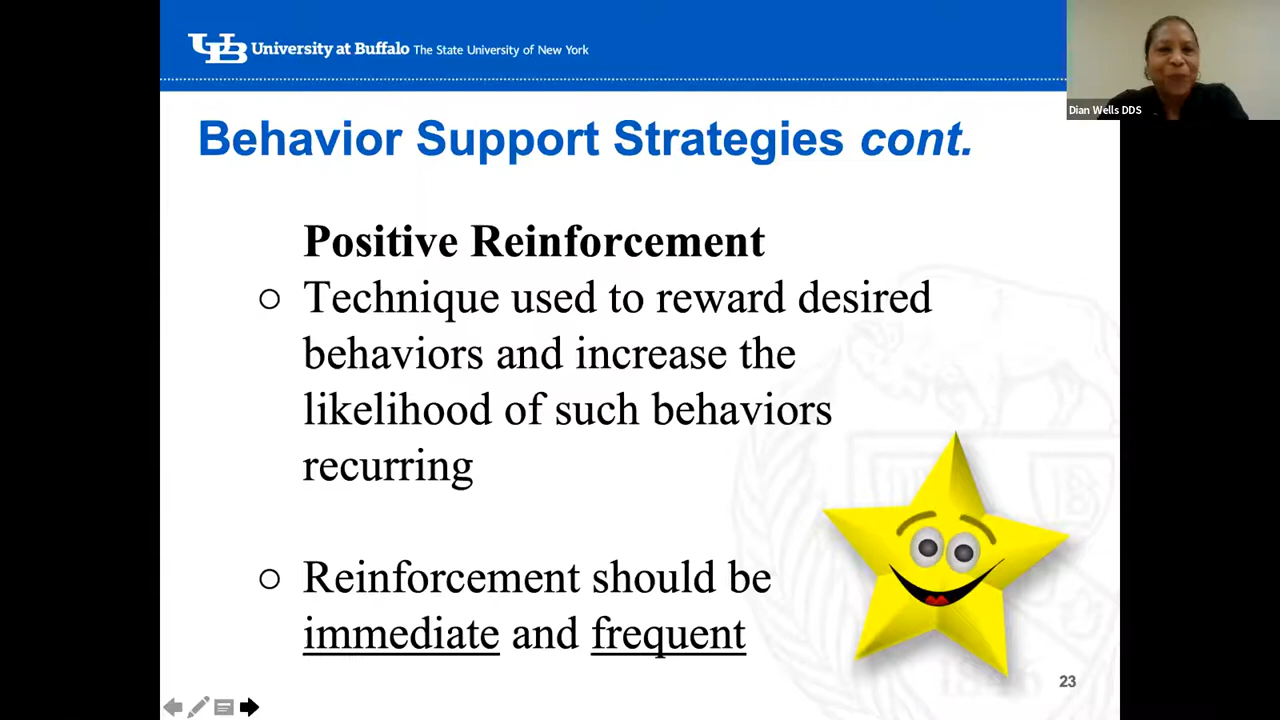 University at Buffalo The State University of New York
Dian Wells DDS
Behavior Support Strategies cont.
Positive Reinforcement
○ Technique used to reward desired
behaviors and increase the
likelihood of such behaviors
recurring
○ Reinforcement should be
immediate and frequent
23